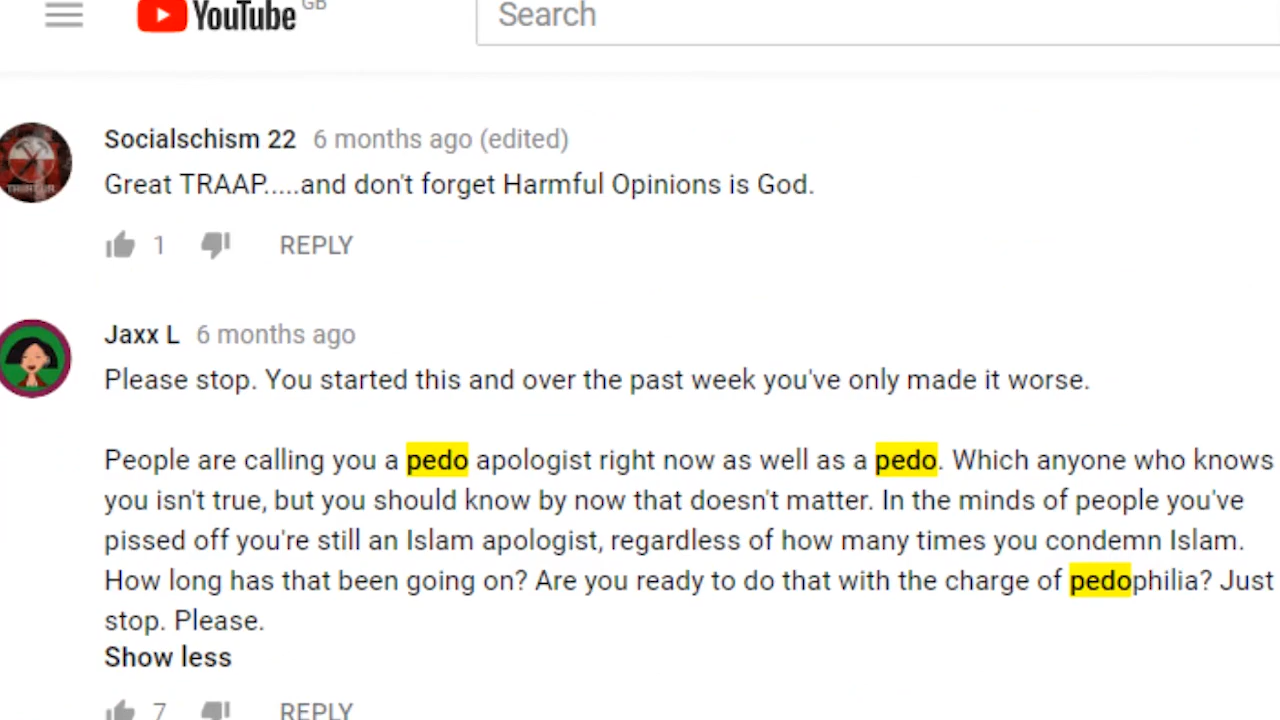 YouTube GB
Search
Socialschism 22 6 months ago (edited)
Great TRAAP.....and don't forget Harmful Opinions is God.
1 REPLY
Jaxx L 6 months ago
Please stop. You started this and over the past week you've only made it worse.
People are calling you a pedo apologist right now as well as a pedo. Which anyone who knows
you isn't true, but you should know by now that doesn't matter. In the minds of people you've
pissed off you're still an Islam apologist, regardless of how many times you condemn Islam.
How long has that been going on? Are you ready to do that with the charge of pedophilia? Just
stop. Please.
Show less
7 REPLY